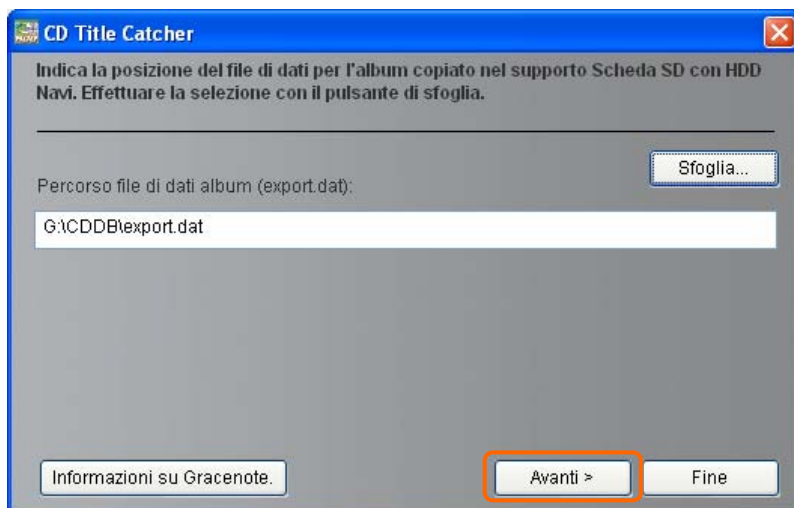 CD Title Catcher
Indica la posizione del file di dati per l'album copiato nel supporto Scheda SD con HDD
Navi. Effettuare la selezione con il pulsante di sfoglia.
Sfoglia...
Percorso file di dati album (export.dat):
G:\CDDB\export.dat
Informazioni su Gracenote.
Avanti >
Fine